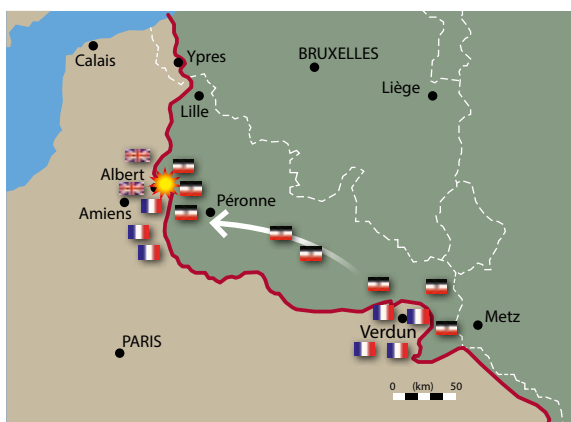 Calais
Ypres
BRUXELLES
Lille
Liège
Albert
Amiens
Péronne
Verdun
Metz
PARIS
0 (km) 50